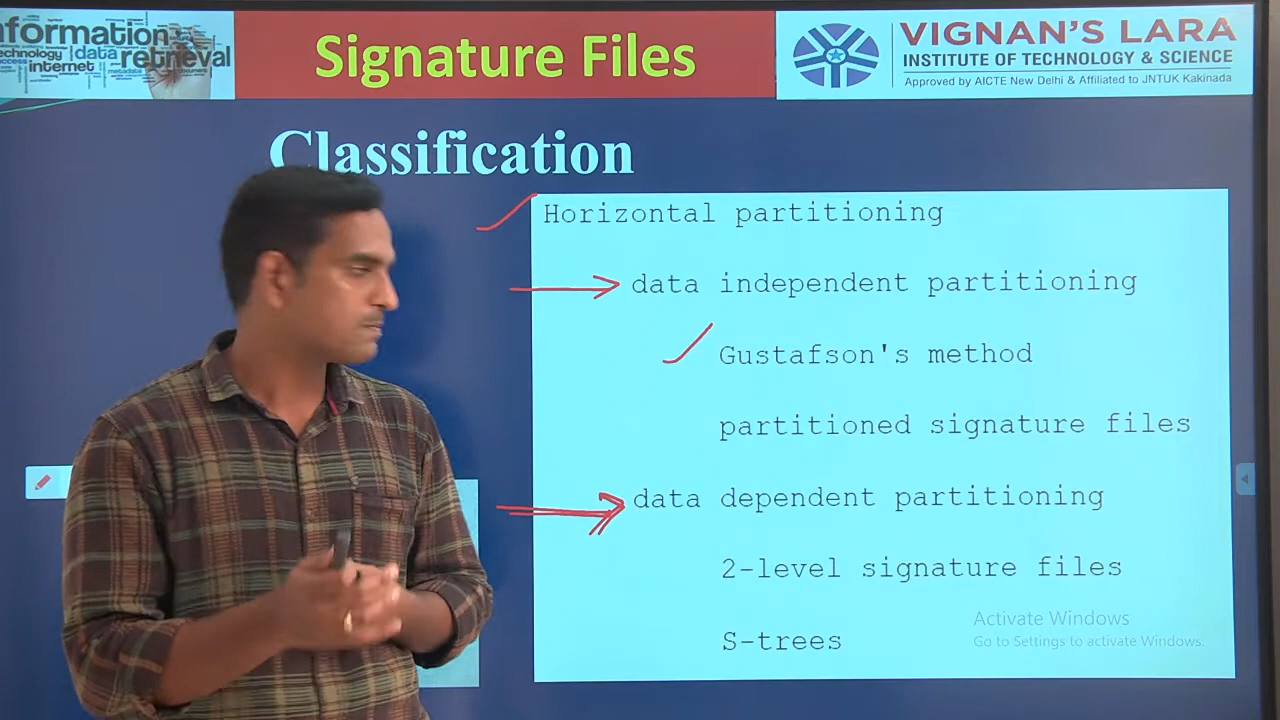 information
technology data retrieval
internet
metadata
Signature Files
VIGNAN'S LARA
INSTITUTE OF TECHNOLOGY & SCIENCE
Approved by AICTE New Delhi & Affiliated to JNTUK Kakinada
Classification
Horizontal partitioning
data independent partitioning
Gustafson's method
partitioned signature files
data dependent partitioning
2-level signature files
S-trees
Activate Windows
Go to Settings to activate Windows.